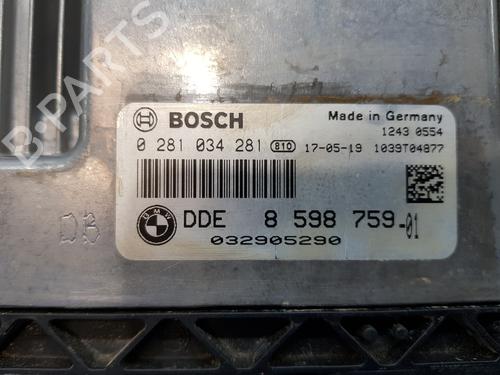 B-PARTS
BOSCH
Made in Germany
1243 0554
0 281 034 281 810 17-05-19 1039T04877
BMW
DDE 8 598 759-01
032905290
DB